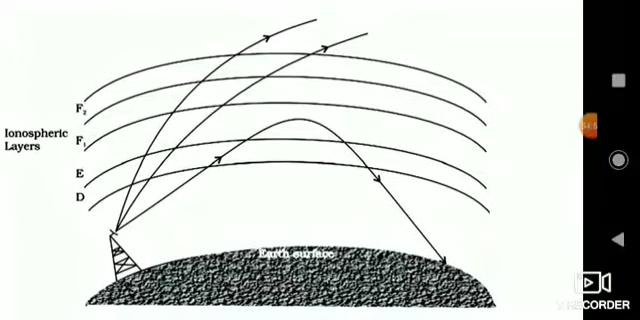 F₂
Ionospheric
Layers
F₁
E
D
Earth surface
RECORDER